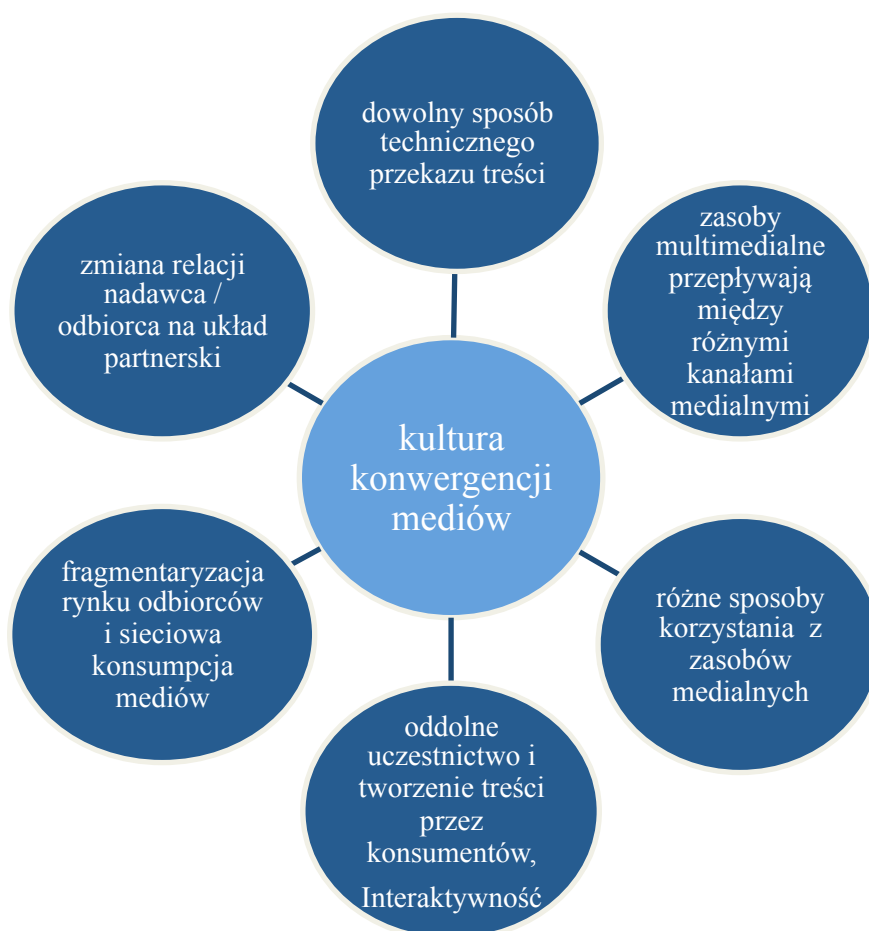 dowolny sposób
technicznego
przekazu treści
zasoby
multimedialne
przepływają
między
różnymi
kanałami
medialnymi
zmiana relacji
nadawca /
odbiorca na układ
partnerski
kultura
konwergencji
mediów
fragmentaryzacja
rynku odbiorców
i sieciowa
konsumpcja
mediów
różne sposoby
korzystania z
zasobów
medialnych
oddolne
uczestnictwo i
tworzenie treści
przez
konsumentów,
Interaktywność